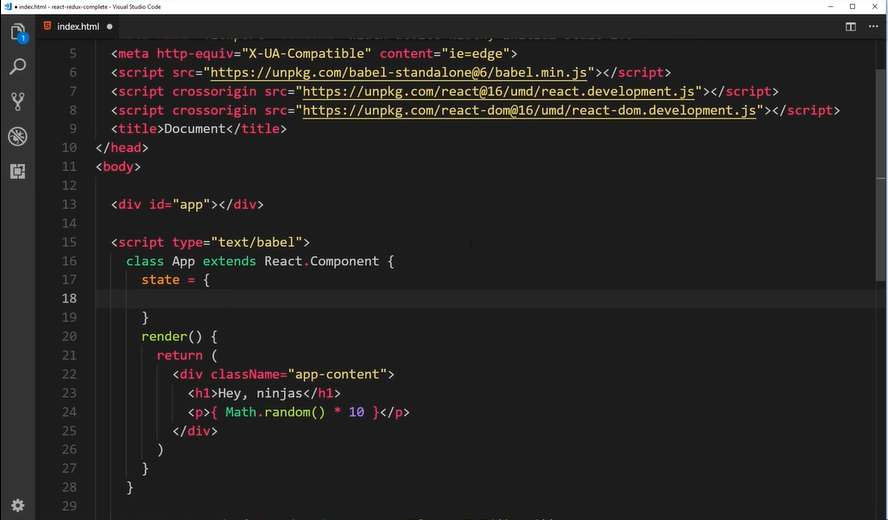 index.html - react-redux-complete - Visual Studio Code
index.html
1
5 <meta http-equiv="X-UA-Compatible" content="ie=edge">
6 <script src="https://unpkg.com/babel-standalone@6/babel.min.js"></script>
7 <script crossorigin src="https://unpkg.com/react@16/umd/react.development.js"></script>
8 <script crossorigin src="https://unpkg.com/react-dom@16/umd/react-dom.development.js"></script>
9 <title>Document</title>
10 </head>
11 <body>
12
13 <div id="app"></div>
14
15 <script type="text/babel">
16 class App extends React.Component {
17 state = {
18
19 }
20 render() {
21 return (
22 <div className="app-content">
23 <h1>Hey, ninjas</h1>
24 <p>{ Math.random() * 10 }</p>
25 </div>
26 )
27 }
28 }
29